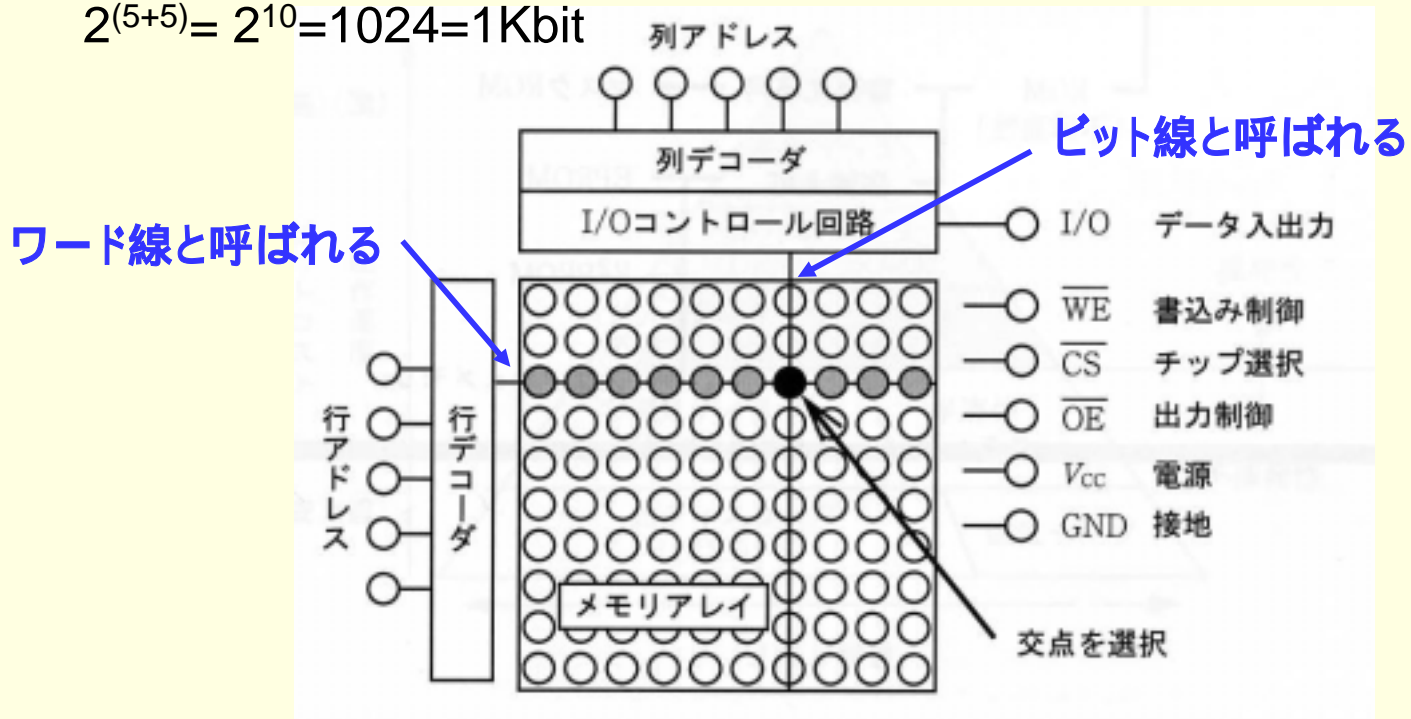 2(5+5)= 210=1024=1Kbit
列アドレス
ビット線と呼ばれる
列デコーダ
I/Oコントロール回路
I/O データ入出力
ワード線と呼ばれる
WE 書込み制御
CS チップ選択
OE 出力制御
Vcc 電源
GND 接地
行アドレス
行デコーダ
メモリアレイ
交点を選択